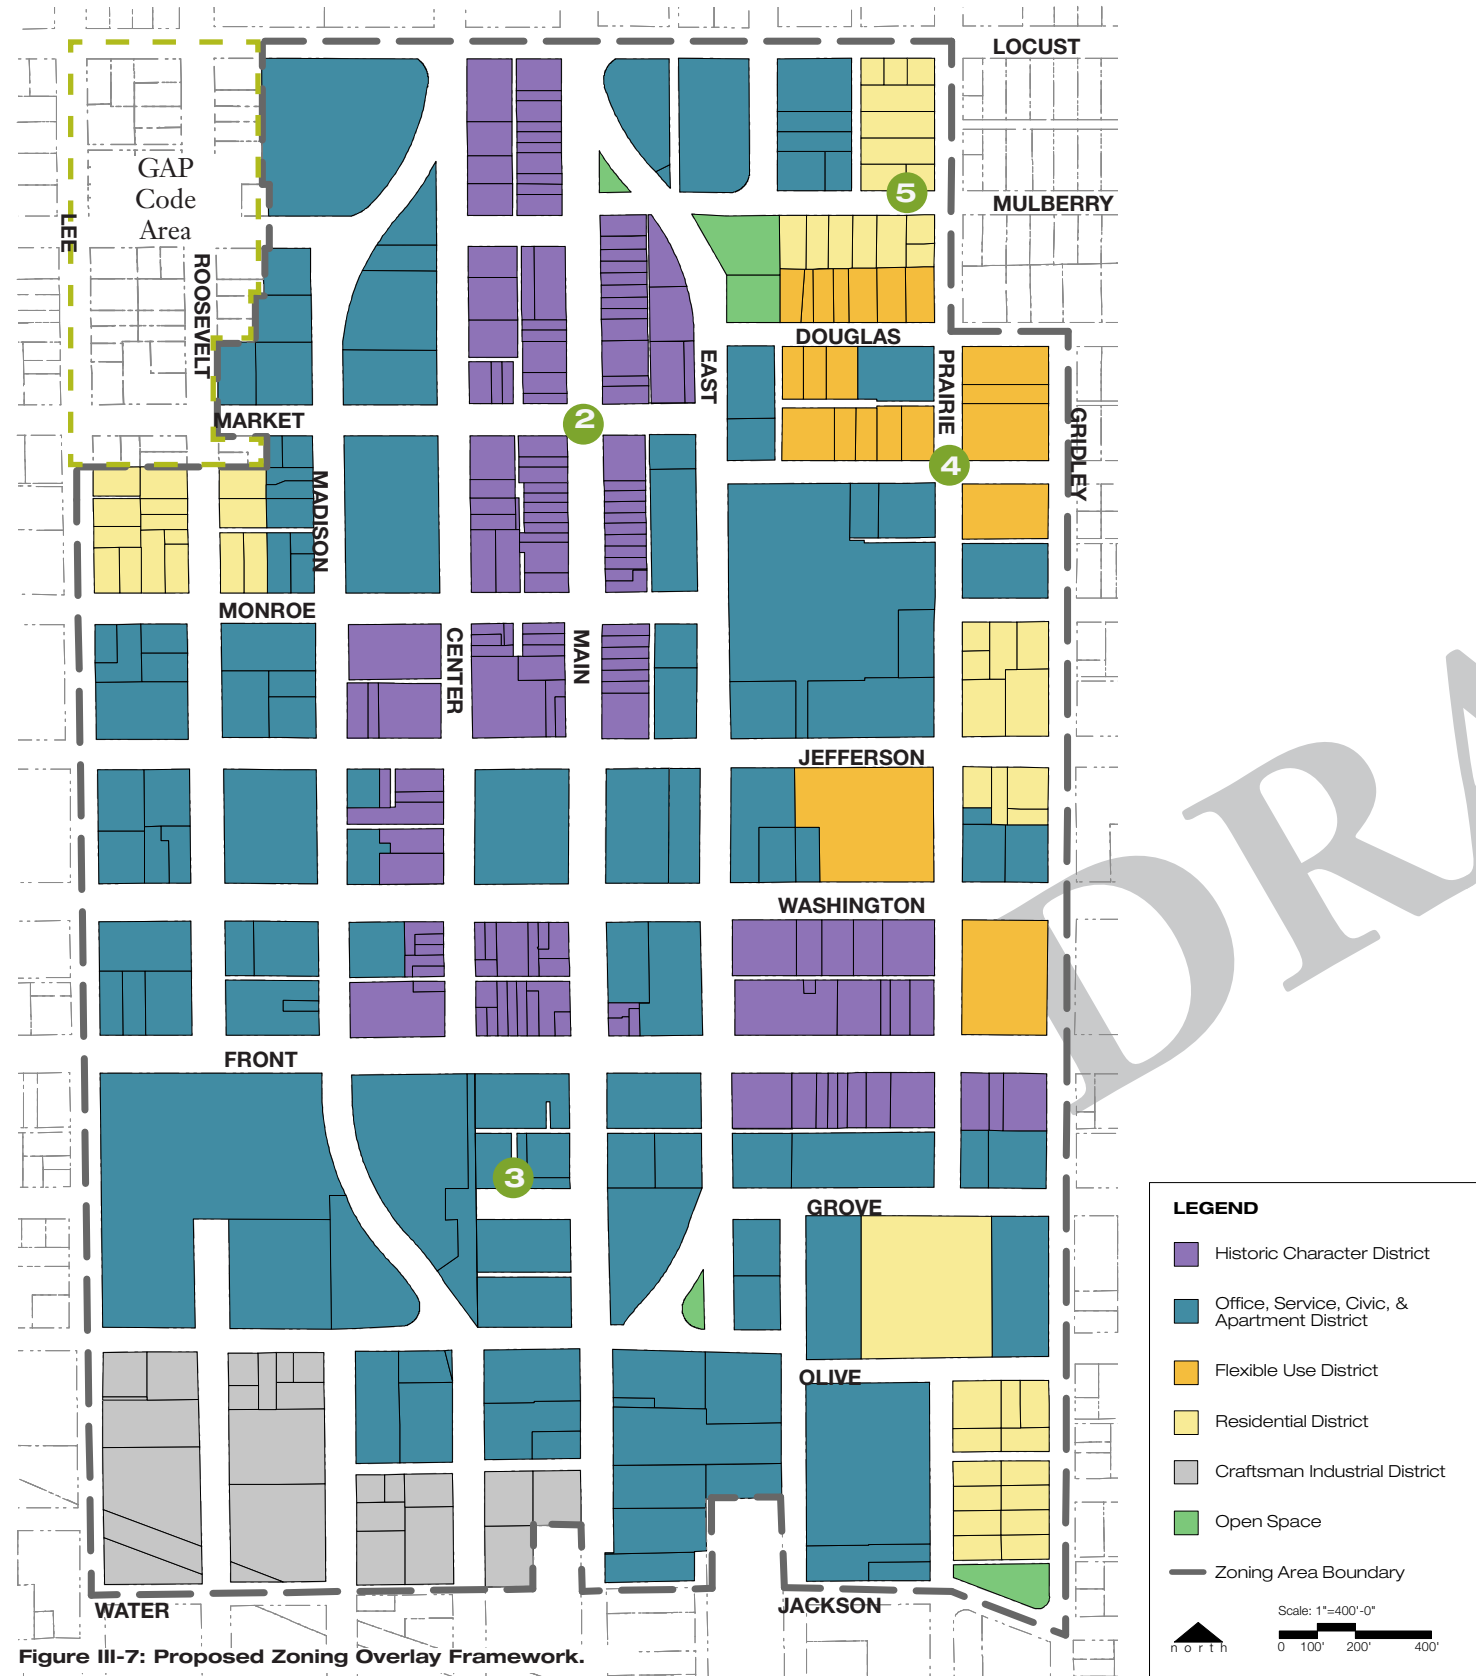 LOCUST
GAP
Code
Area
5
MULBERRY
LEE
ROOSEVELT
DOUGLAS
EAST
PRAIRIE
MARKET
2
GRIDLEY
4
MADISON
MONROE
CENTER
MAIN
JEFFERSON
WASHINGTON
FRONT
3
GROVE
OLIVE
WATER
JACKSON
DRA
LEGEND
Historic Character District
Office, Service, Civic, &
Apartment District
Flexible Use District
Residential District
Craftsman Industrial District
Open Space
Zoning Area Boundary
north
Scale: 1"=400'-0"
0 100' 200' 400'
Figure III-7: Proposed Zoning Overlay Framework.